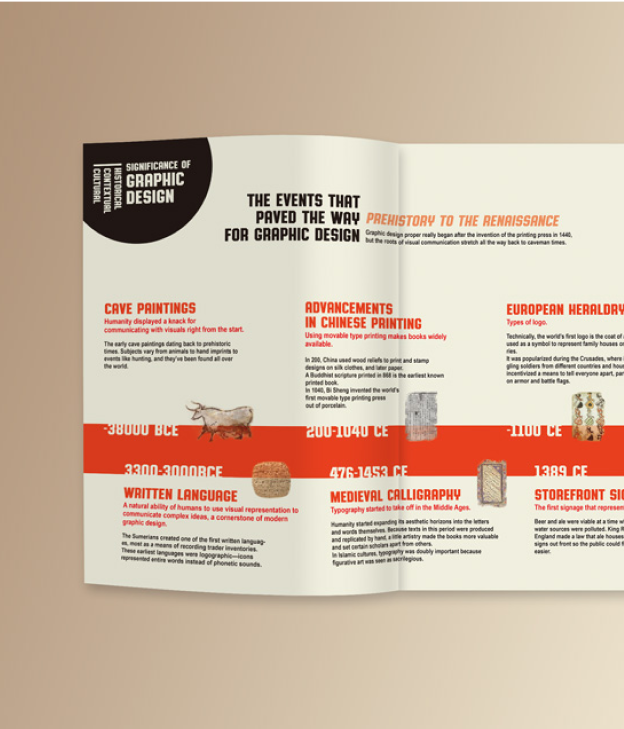 HISTORICAL
CONTEXTUAL
CULTURAL
SIGNIFICANCE OF
GRAPHIC
DESIGN
THE EVENTS THAT
PAVED THE WAY
FOR GRAPHIC DESIGN
PREHISTORY TO THE RENAISSANCE
Graphic design proper really began after the invention of the printing press in 1440,
but the roots of visual communication stretch all the way back to caveman times.
CAVE PAINTINGS
Humanity displayed a knack for
communicating with visuals right from the start.
The early cave paintings dating back to prehistoric
times. Subjects vary from animals to hand imprints to
events like hunting, and they've been found all over
the world.
-38000 BCE
ADVANCEMENTS
IN CHINESE PRINTING
Using movable type printing makes books widely
available.
In 200, China used wood reliefs to print and stamp
designs on silk clothes, and later paper.
A Buddhist scripture printed in 868 is the earliest known
printed book.
In 1040, Bi Sheng invented the world's
first movable type printing press
out of porcelain.
200-1040 CE
EUROPEAN HERALDRY
Types of logo.
Technically, the world's first logo is the coat of
used as a symbol to represent family houses or
ries.
It was popularized during the Crusades, where
gling soldiers from different countries and hou
incentivized a means to tell everyone apart, par
on armor and battle flags.
-1100 CE
3300-3000BCE
WRITTEN LANGUAGE
A natural ability of humans to use visual representation to
communicate complex ideas, a cornerstone of modern
graphic design.
The Sumerians created one of the first written languag-
es, most as a means of recording trader inventories.
These earliest languages were logographic—icons
represented entire words instead of phonetic sounds.
476-1453 CE
MEDIEVAL CALLIGRAPHY
Typography started to take off in the Middle Ages.
Humanity started expanding its aesthetic horizons into the letters
and words themselves. Because texts in this period were produced
and replicated by hand, a little artistry made the books more valuable
and set certain scholars apart from others.
In Islamic cultures, typography was doubly important because
figurative art was seen as sacrilegious.
1389 CE
STOREFRONT SIG
The first signage that represen
Beer and ale were viable at a time wh
water sources were polluted. King R
England made a law that ale houses
signs out front so the public could f
easier.